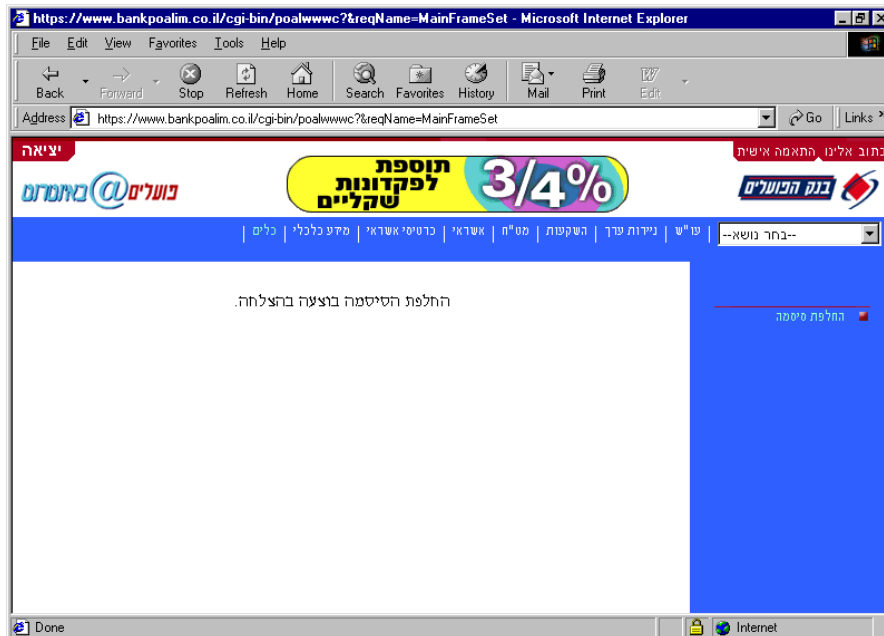 https://www.bankpoalim.co.il/cgi-bin/poalwwwc?&reqName=MainFrameSet - Microsoft Internet Explorer
File Edit View Favorites Tools Help
Back Forward Stop Refresh Home Search Favorites History Mail Print Edit
Address https://www.bankpoalim.co.il/cgi-bin/poalwwwc?&reqName=MainFrameSet Go Links »
כתוב אלינו התאמה אישית
יציאה
בנק הפועלים
תוספת
לפקדונות
שקליים
3/4%
פועלים@באינטרנט
--בחר נושא--
| עו"ש | ניירות ערך | השקעות | מט"ח | אשראי | כרטיסי אשראי | מידע כלכלי | כלים |
החלפת סיסמה
החלפת הסיסמה בוצעה בהצלחה.
Done Internet